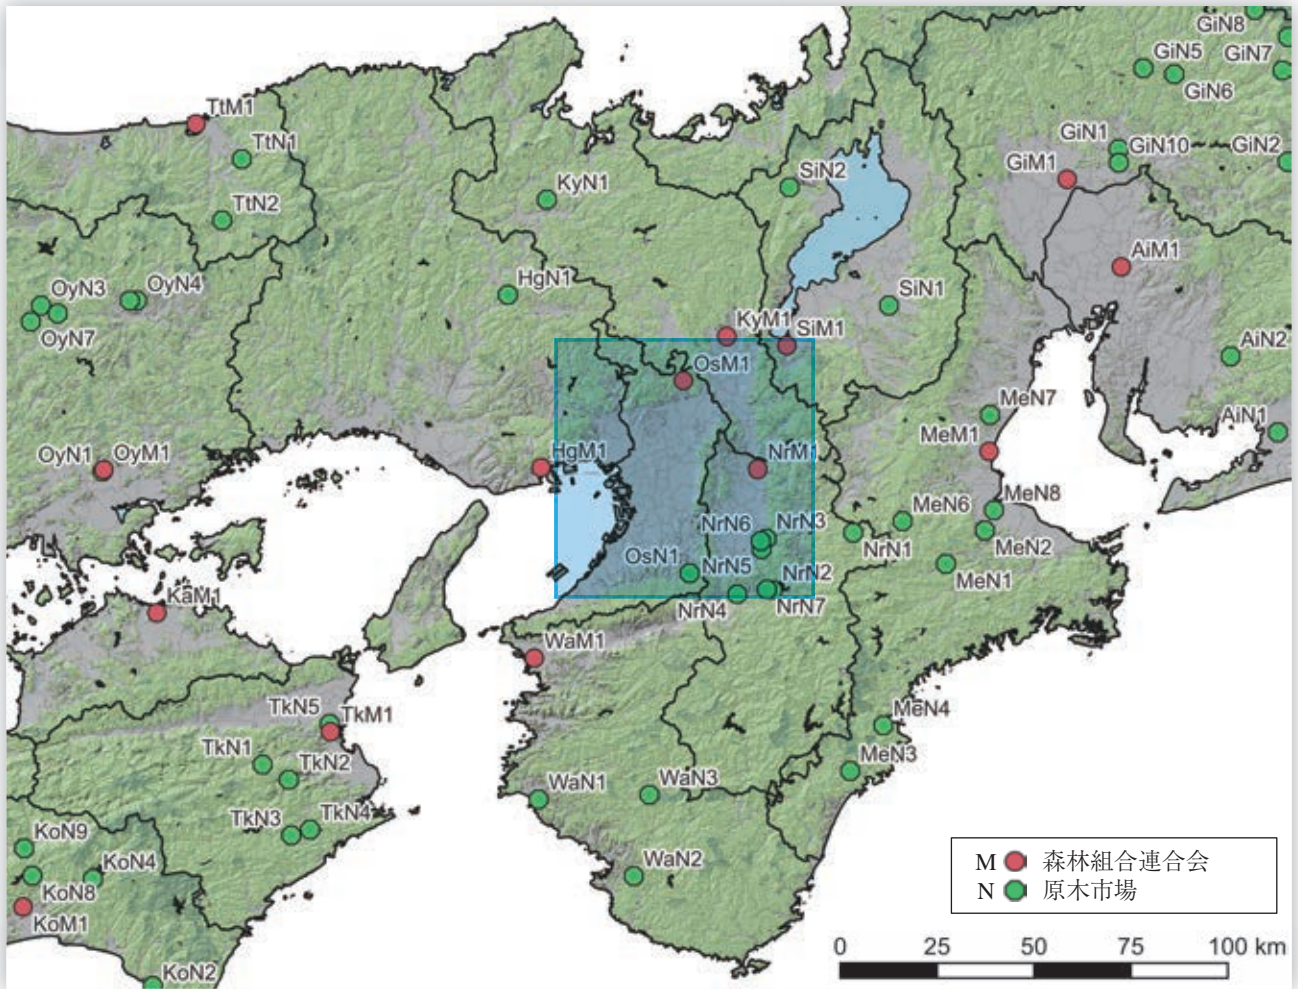 GiN8
GiN5
GiN7
GiN6
TtM1
GiN1
GiN10
GiN2
TtN1
GiM1
SiN2
KyN1
TtN2
AiM1
HgN1
OyN3
OyN4
SiN1
KyM1
SiM1
OyN7
AiN2
OsM1
MeN7
AiN1
MeM1
OyN1
OyM1
HgM1
NrM1
MeN8
MeN6
NrN6
NrN3
NrN1
MeN2
OsN1
NrN5
NrN2
MeN1
KaM1
NrN4
NrN7
WaM1
TkN5
TkM1
MeN4
TkN1
TkN2
MeN3
WaN1
WaN3
TkN3
TkN4
KoN9
KoN4
WaN2
KoN8
KoM1
M 森林組合連合会
N 原木市場
0 25 50 75 100 km
KoN2